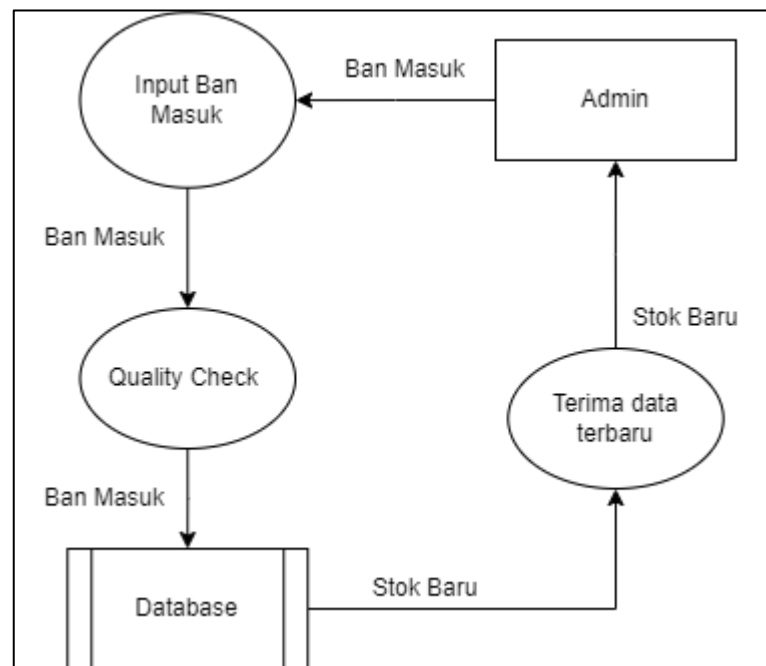 Input Ban
Masuk
Ban Masuk
Admin
Ban Masuk
Stok Baru
Quality Check
Terima data
terbaru
Ban Masuk
Stok Baru
Database